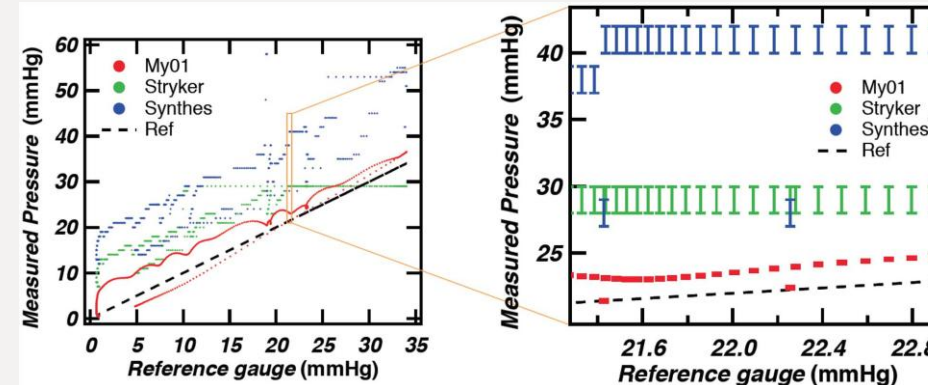 Measured Pressure (mmHg)
60
50
40
30
20
10
0
My01
Stryker
Synthes
Ref
0 5 10 15 20 25 30 35
Reference gauge (mmHg)
Measured Pressure (mmHg)
40
35
30
25
My01
Stryker
Synthes
Ref
21.6 22.0 22.4 22.8
Reference gauge (mmHg)